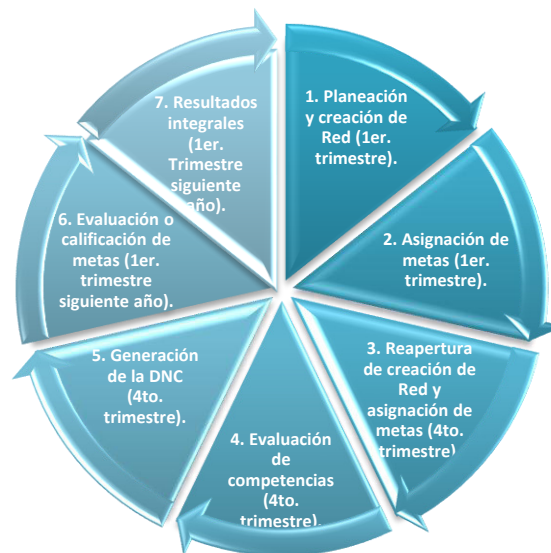 1. Planeación
y creación de
Red (1er.
trimestre).
2. Asignación de
metas (1er.
trimestre).
3. Reapertura
de creación de
Red y
asignación de
metas (4to.
trimestre)
4. Evaluación
de
competencias
(4to.
trimestre).
5. Generación
de la DNC
(4to.
trimestre).
6. Evaluación o
calificación de
metas (1er.
trimestre
siguiente año).
7. Resultados
integrales
(1er.
Trimestre
siguiente
año).